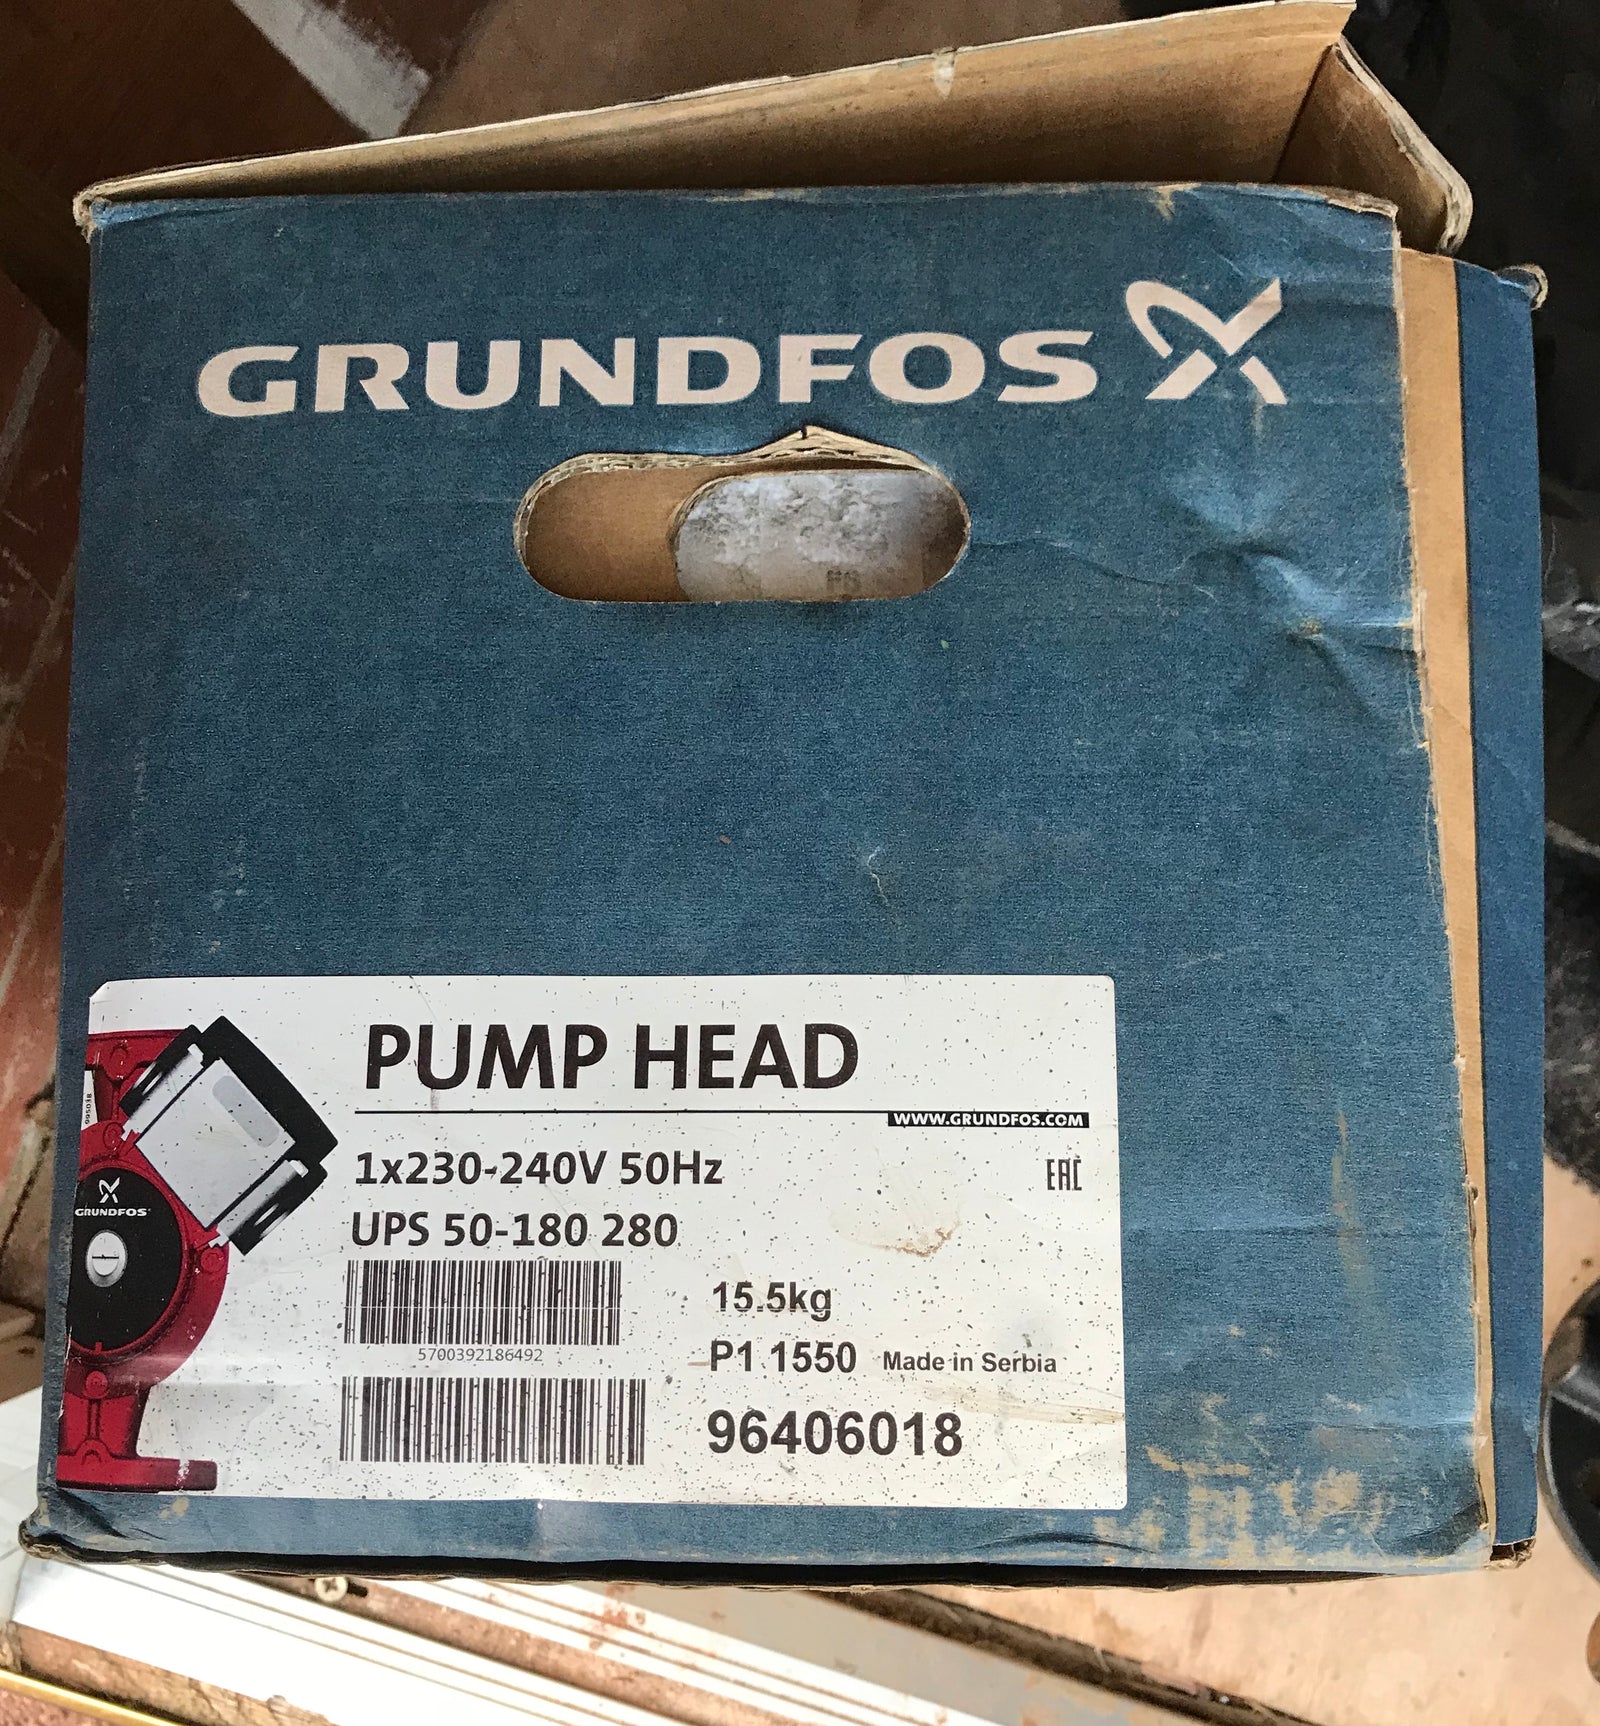 GRUNDFOS
PUMP HEAD
WWW.GRUNDFOS.COM
1x230-240V 50Hz
EAC
UPS 50-180 280
GRUNDFOS
15.5kg
5700392186492
P1 1550 Made in Serbia
96406018